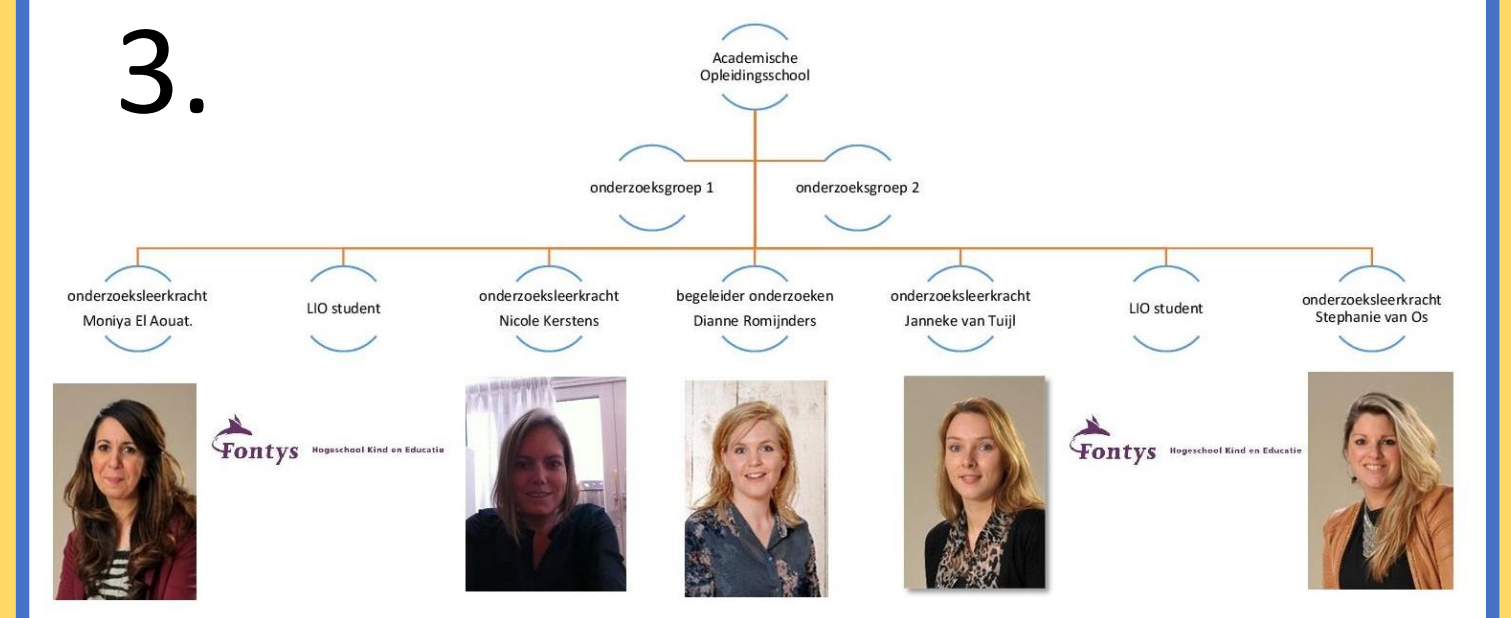 3.
Academische
Opleidingsschool
onderzoeksgroep 1
onderzoeksgroep 2
onderzoeksleerkracht
Moniya El Aouat.
LIO student
onderzoeksleerkracht
Nicole Kerstens
begeleider onderzoeken
Dianne Romijnders
onderzoeksleerkracht
Janneke van Tuijl
LIO student
onderzoeksleerkracht
Stephanie van Os
Fontys Hogeschool Kind en Educatie
Fontys Hogeschool Kind en Educatie